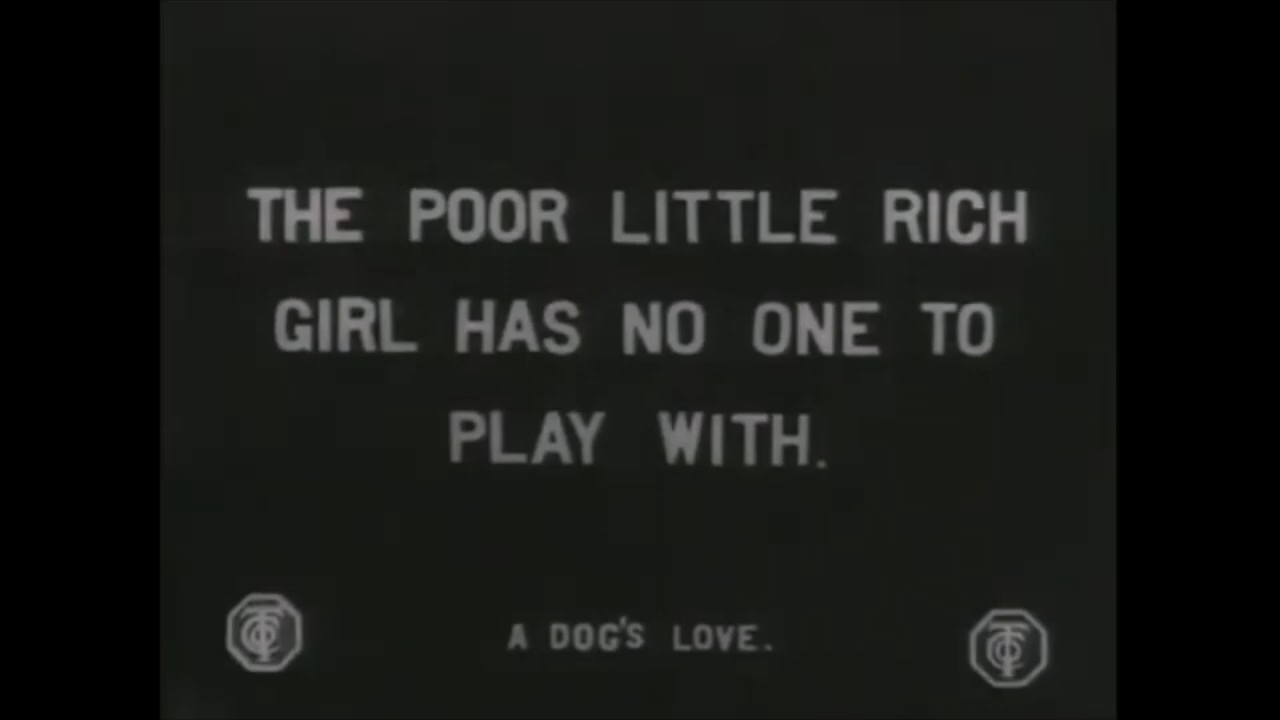 THE POOR LITTLE RICH
GIRL HAS NO ONE TO
PLAY WITH.
A DOG'S LOVE.